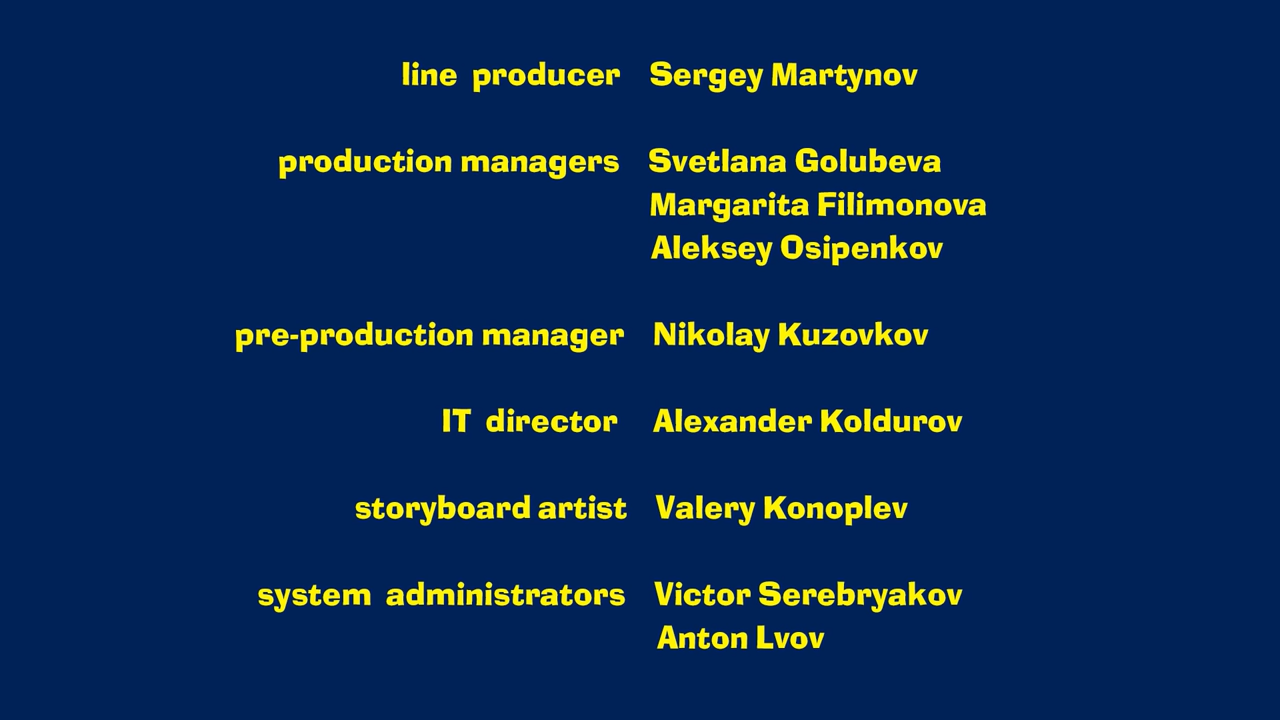 line producer Sergey Martynov
production managers Svetlana Golubeva
Margarita Filimonova
Aleksey Osipenkov
pre-production manager Nikolay Kuzovkov
IT director Alexander Koldurov
storyboard artist Valery Konoplev
system administrators Victor Serebryakov
Anton Lvov